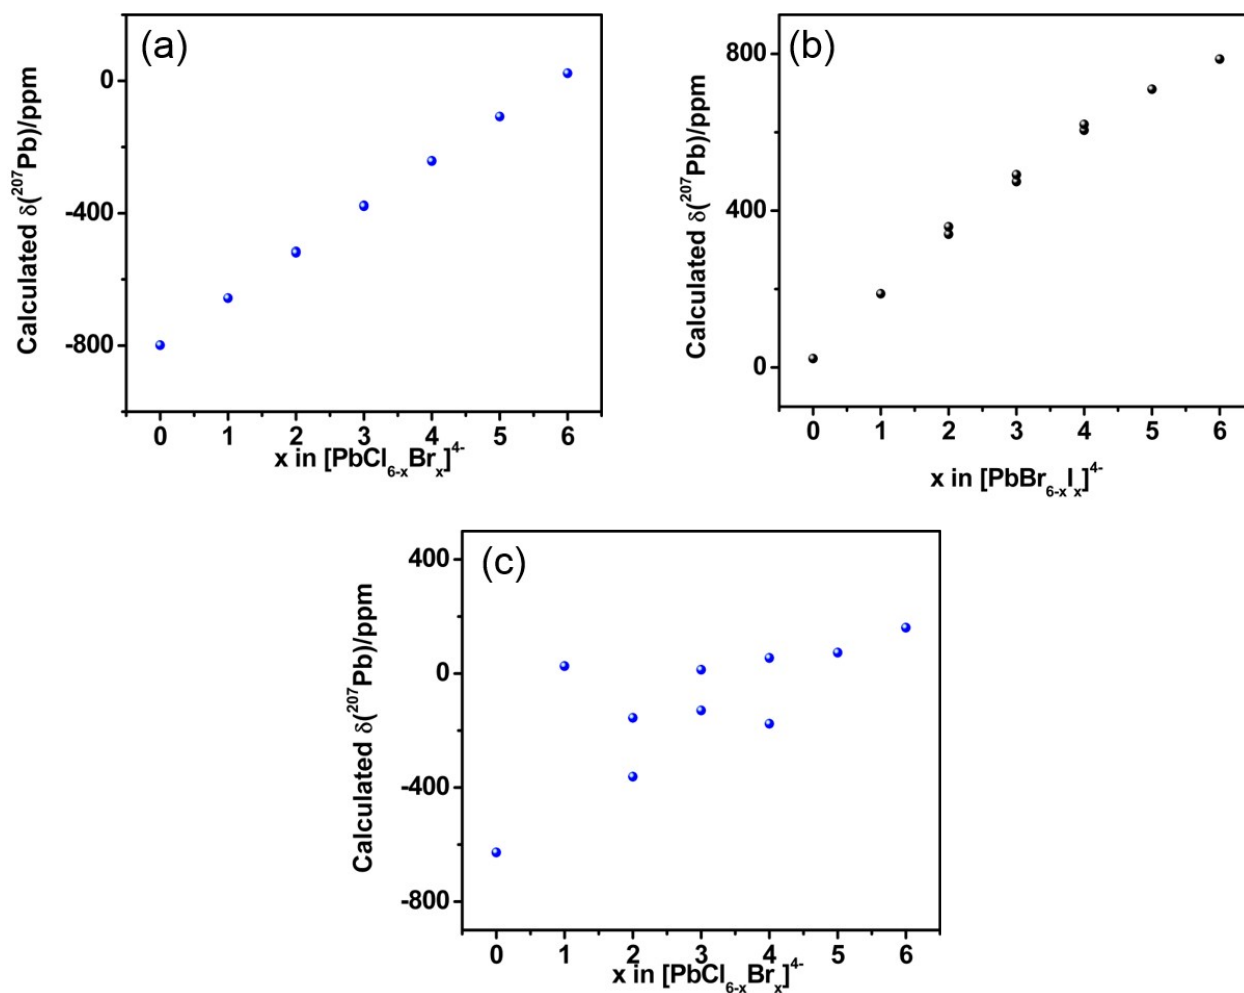 (a)
Calculated δ(²⁰⁷Pb)/ppm
0
-400
-800
0 1 2 3 4 5 6
x in [PbCl₆₋ₓBrₓ]⁴⁻
(b)
Calculated δ(²⁰⁷Pb)/ppm
800
400
0
0 1 2 3 4 5 6
x in [PbBr₆₋ₓIₓ]⁴⁻
(c)
Calculated δ(²⁰⁷Pb)/ppm
400
0
-400
-800
0 1 2 3 4 5 6
x in [PbCl₆₋ₓBrₓ]⁴⁻